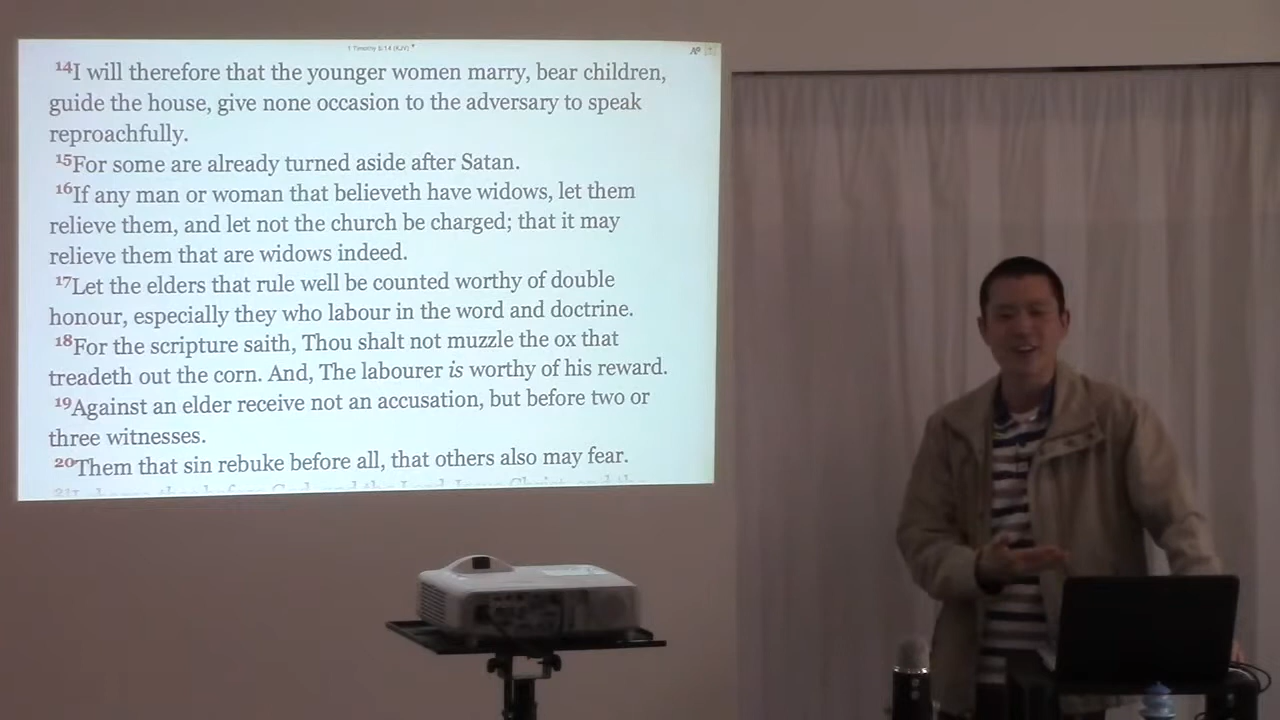 1 Timothy 5:14 (KJV)
14I will therefore that the younger women marry, bear children,
guide the house, give none occasion to the adversary to speak
reproachfully.
15For some are already turned aside after Satan.
16If any man or woman that believeth have widows, let them
relieve them, and let not the church be charged; that it may
relieve them that are widows indeed.
17Let the elders that rule well be counted worthy of double
honour, especially they who labour in the word and doctrine.
18For the scripture saith, Thou shalt not muzzle the ox that
treadeth out the corn. And, The labourer is worthy of his reward.
19Against an elder receive not an accusation, but before two or
three witnesses.
20Them that sin rebuke before all, that others also may fear.